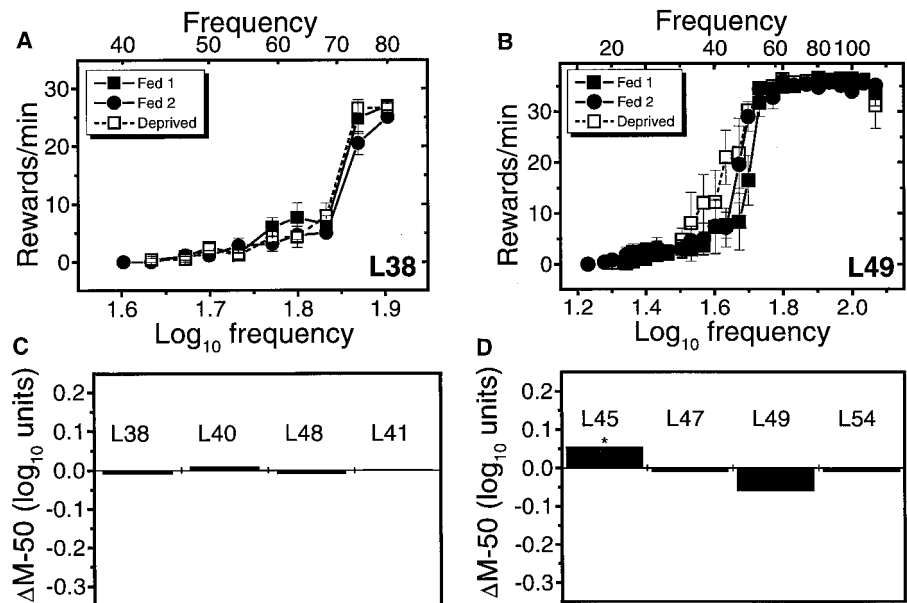 A
Frequency
40 50 60 70 80
Fed 1
Fed 2
Deprived
30
20
10
0
Rewards/min
L38
1.6 1.7 1.8 1.9
Log10 frequency
B
Frequency
20 40 60 80 100
Fed 1
Fed 2
Deprived
30
20
10
0
Rewards/min
L49
1.2 1.4 1.6 1.8 2.0
Log10 frequency
C
ΔM-50 (log10 units)
0.2
0.1
0.0
-0.1
-0.2
-0.3
L38 L40 L48 L41
D
ΔM-50 (log10 units)
0.2
0.1
0.0
-0.1
-0.2
-0.3
L45 L47 L49 L54
*